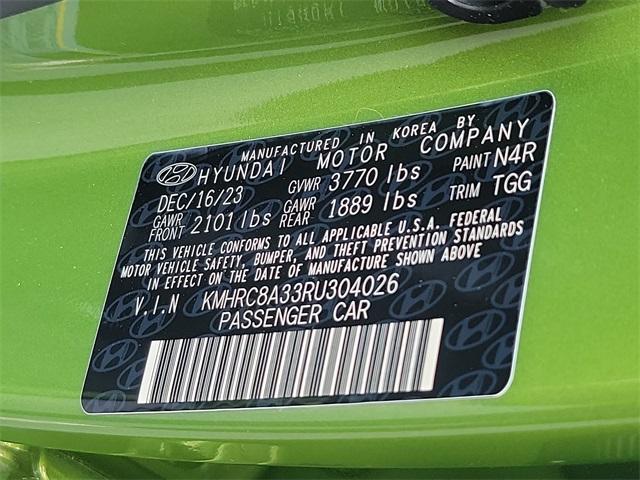 MANUFACTURED IN KOREA BY
HYUNDAI MOTOR COMPANY
DEC/16/23 GVWR 3770 lbs PAINT N4R
GAWR FRONT 2101 lbs GAWR REAR 1889 lbs TRIM TGG
THIS VEHICLE CONFORMS TO ALL APPLICABLE U.S.A. FEDERAL
MOTOR VEHICLE SAFETY, BUMPER, AND THEFT PREVENTION STANDARDS
IN EFFECT ON THE DATE OF MANUFACTURE SHOWN ABOVE
V.I.N KMHRC8A33RU304026
PASSENGER CAR